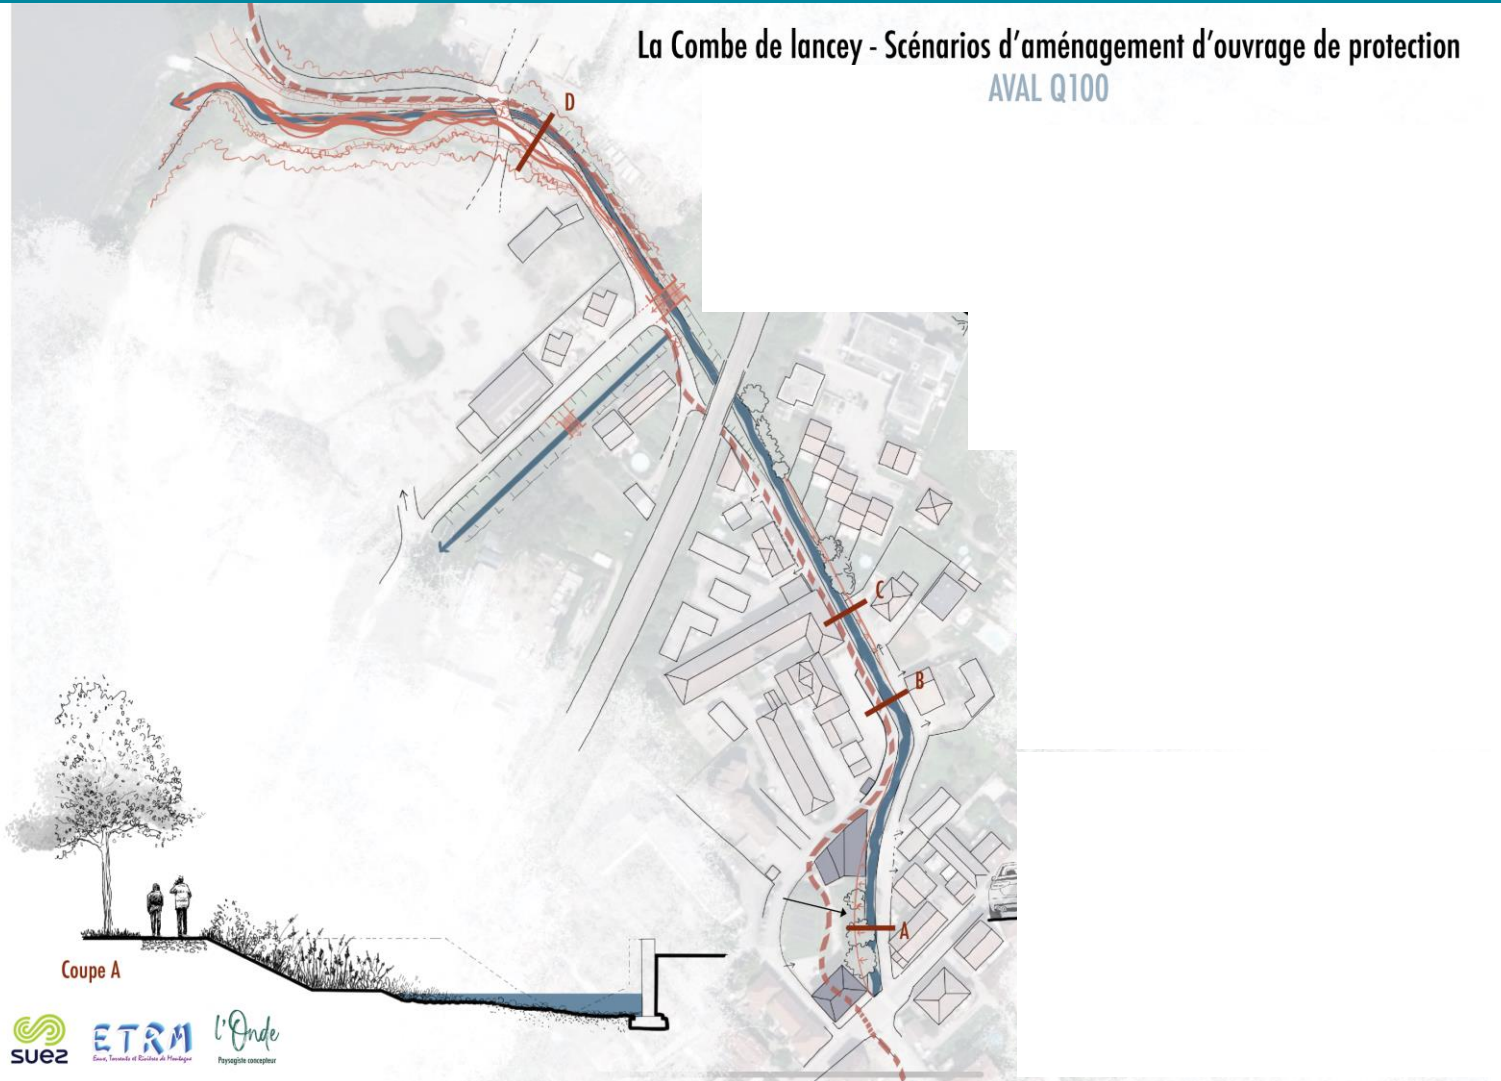 La Combe de lancey - Scénarios d'aménagement d'ouvrage de protection
AVAL Q100
D
C
B
A
Coupe A
suez
ETRM
Eaux, Torrents et Rivières de Montagne
l'Onde
Paysagiste concepteur